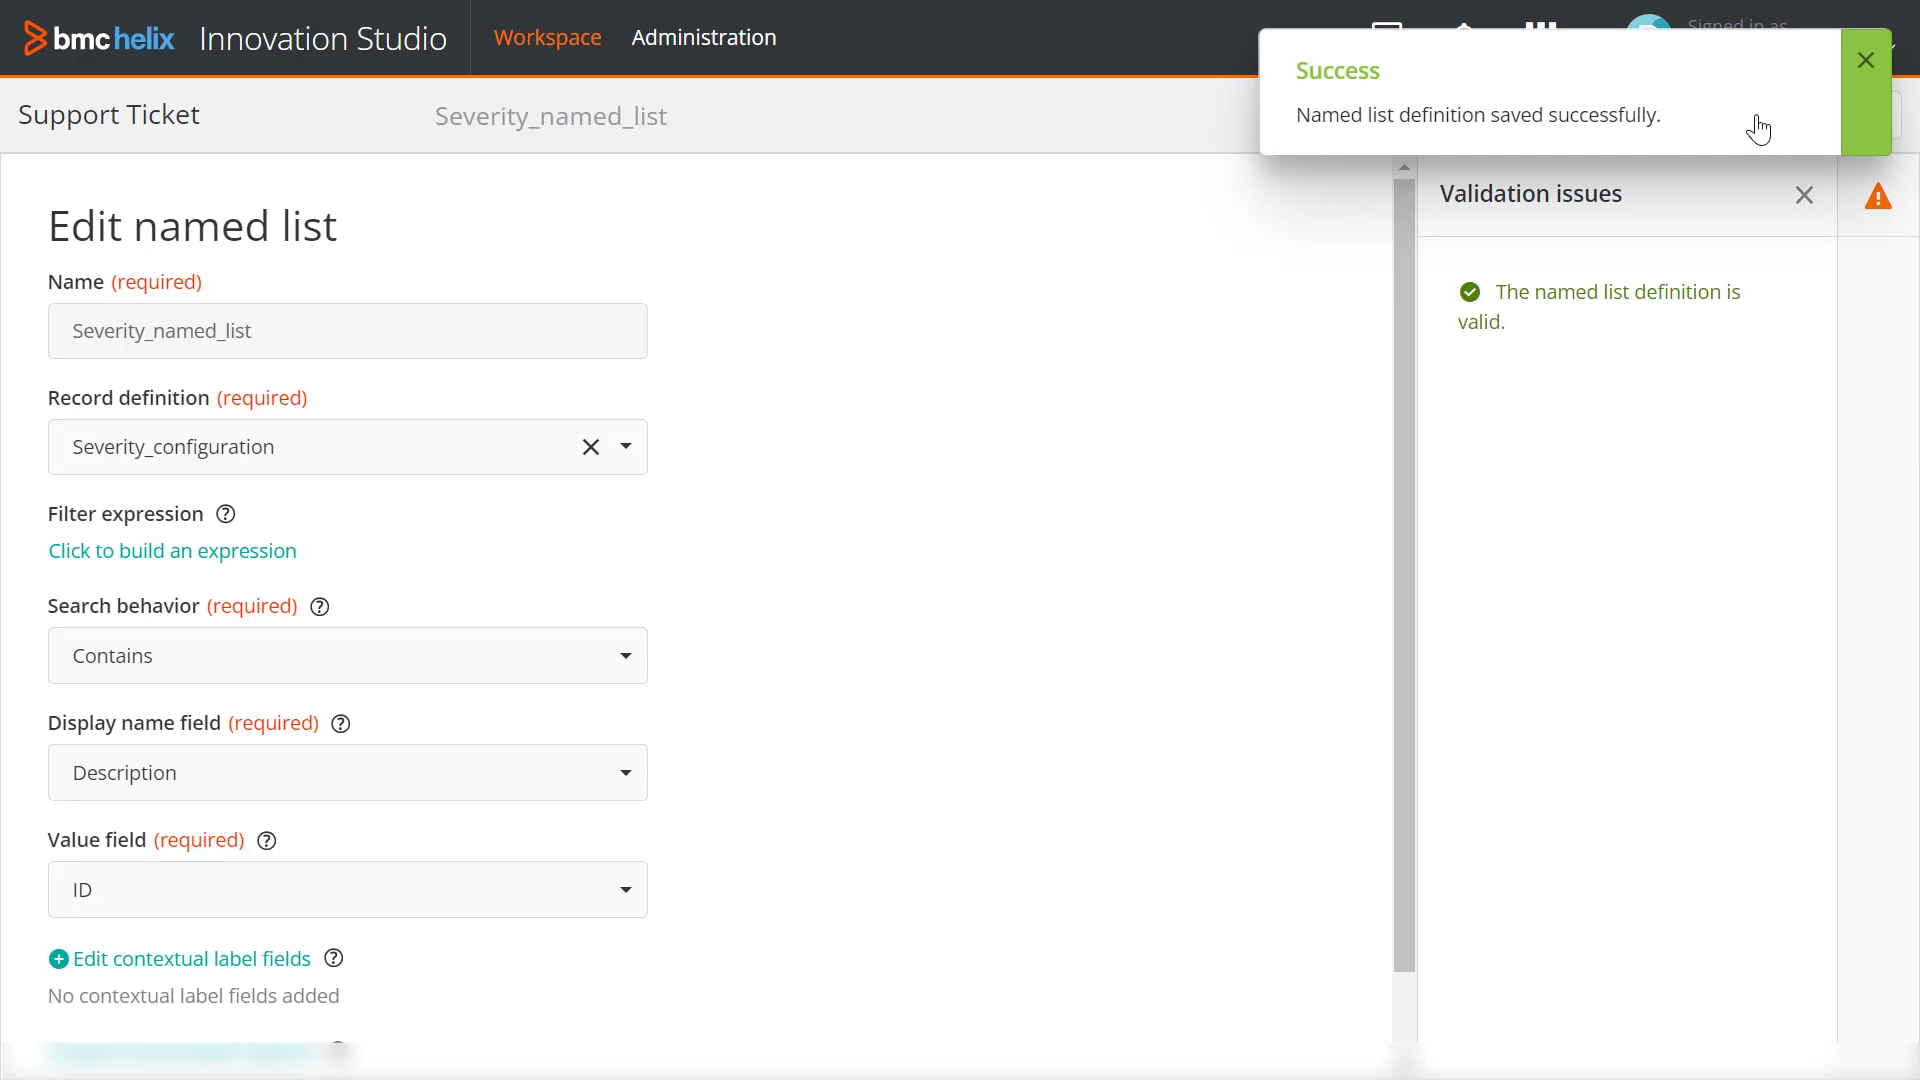 bmc helix Innovation Studio Workspace Administration
Support Ticket Severity_named_list
Success
Named list definition saved successfully.
Edit named list
Name (required)
Severity_named_list
Record definition (required)
Severity_configuration
Filter expression
Click to build an expression
Search behavior (required)
Contains
Display name field (required)
Description
Value field (required)
ID
Edit contextual label fields
No contextual label fields added
Validation issues
The named list definition is
valid.